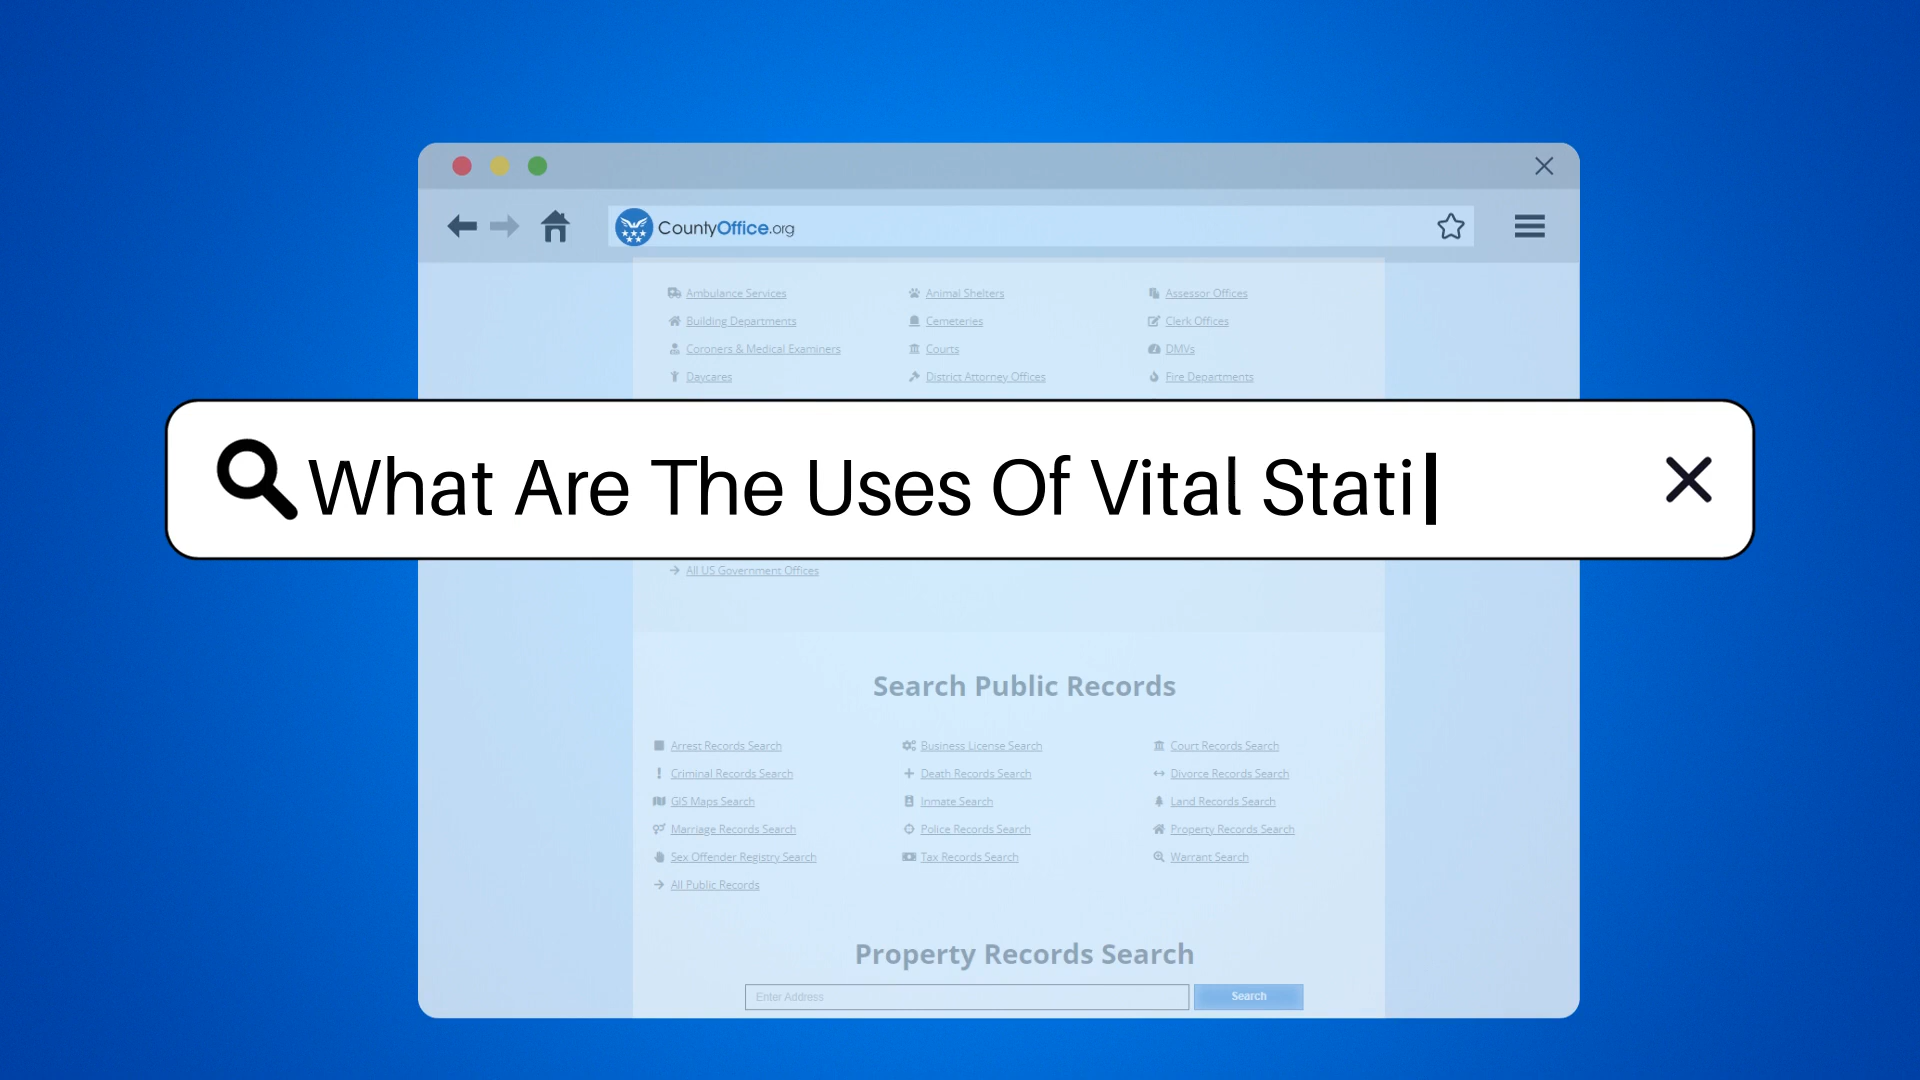 CountyOffice.org
Ambulance Services Animal Shelters Assessor Offices
Building Departments Cemeteries Clerk Offices
Coroners & Medical Examiners Courts DMVs
Daycares District Attorney Offices Fire Departments
What Are The Uses Of Vital Stati
All US Government Offices
Search Public Records
Arrest Records Search Business License Search Court Records Search
Criminal Records Search Death Records Search Divorce Records Search
GIS Maps Search Inmate Search Land Records Search
Marriage Records Search Police Records Search Property Records Search
Sex Offender Registry Search Tax Records Search Warrant Search
All Public Records
Property Records Search
Enter Address Search